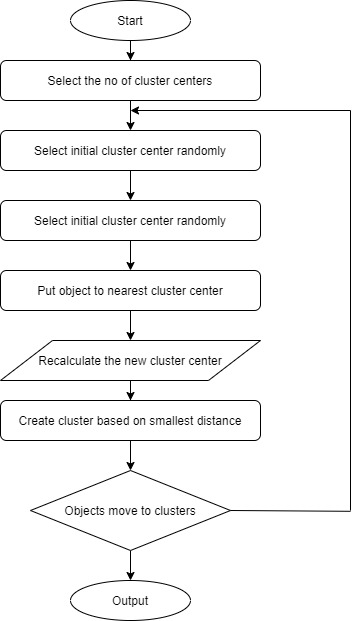 Start
Select the no of cluster centers
Select initial cluster center randomly
Select initial cluster center randomly
Put object to nearest cluster center
Recalculate the new cluster center
Create cluster based on smallest distance
Objects move to clusters
Output